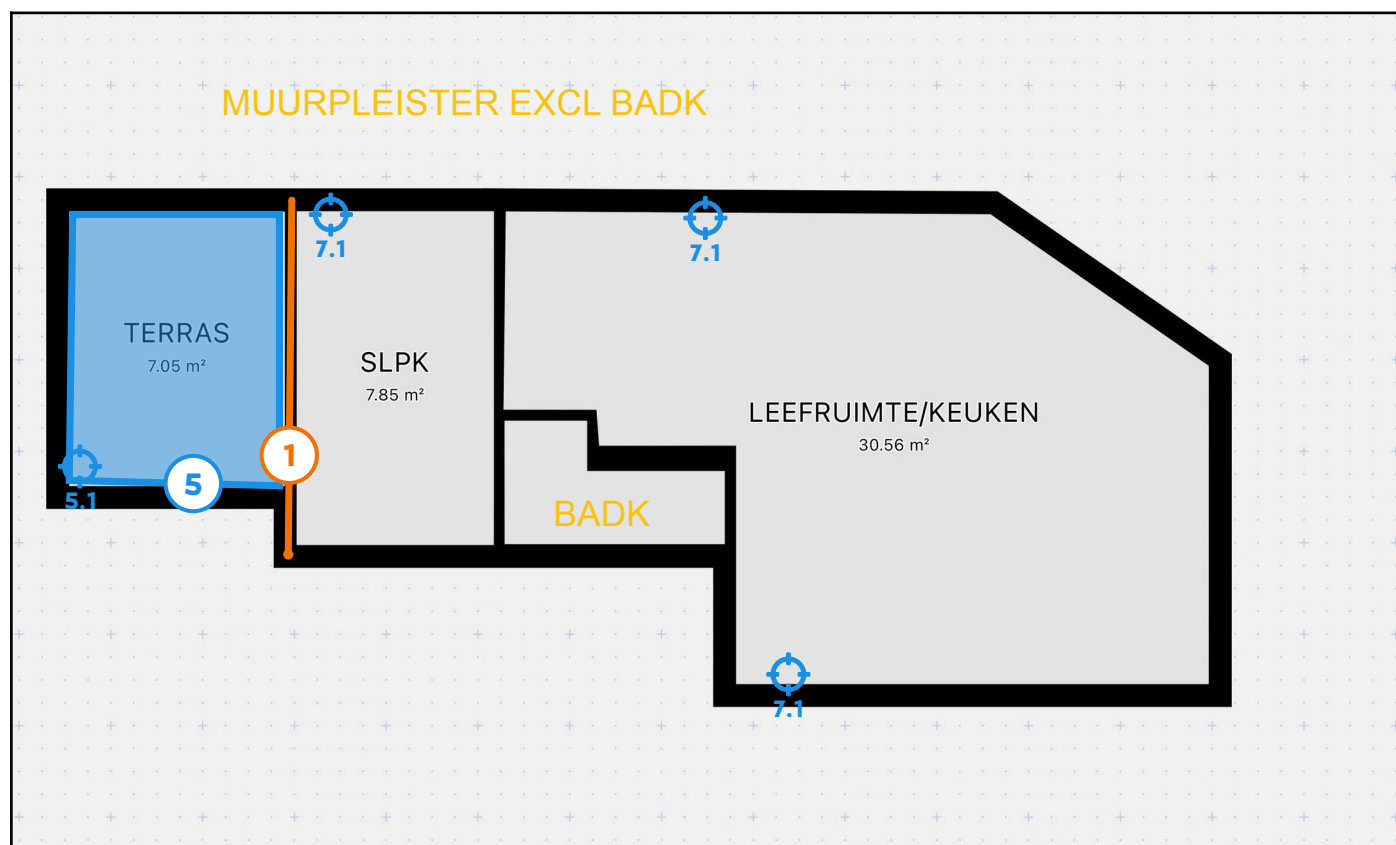 MUURPLEISTER EXCL BADK
7.1
7.1
TERRAS
7.05 m²
SLPK
7.85 m²
LEEFRUIMTE/KEUKEN
30.56 m²
1
5
5.1
BADK
7.1